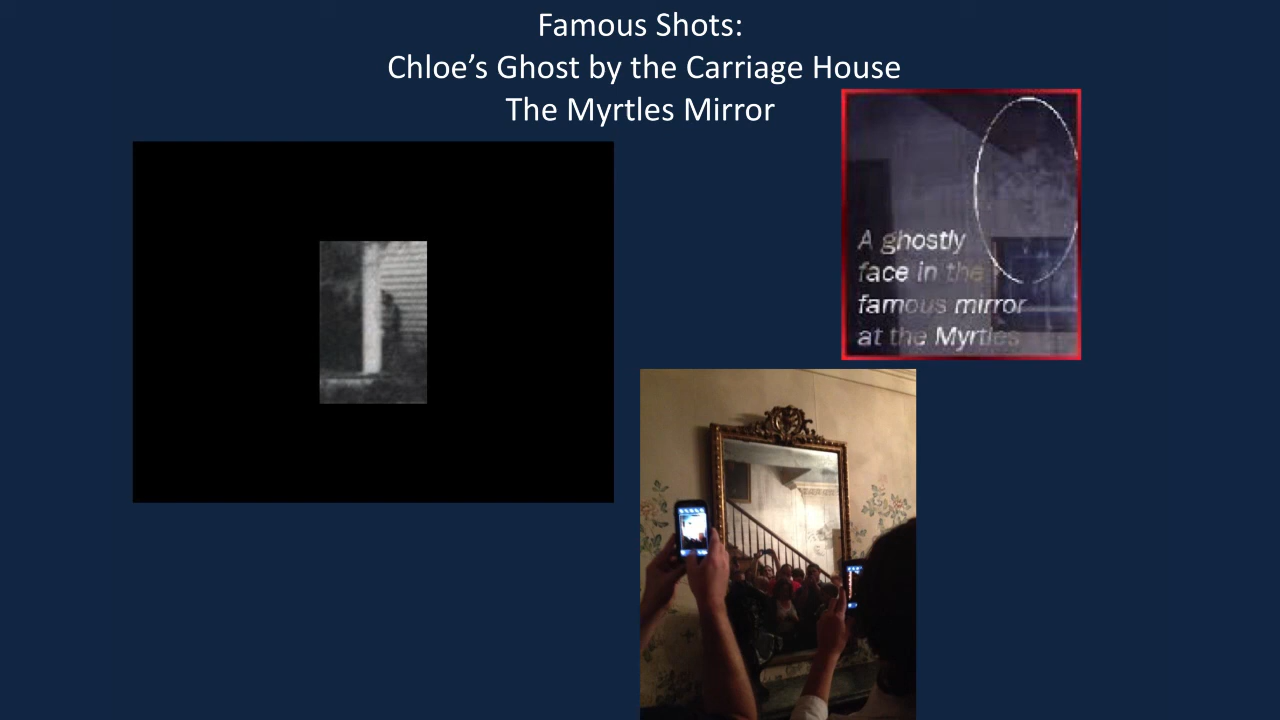 Famous Shots:
Chloe’s Ghost by the Carriage House
The Myrtles Mirror
A ghostly
face in the
famous mirror
at the Myrtles